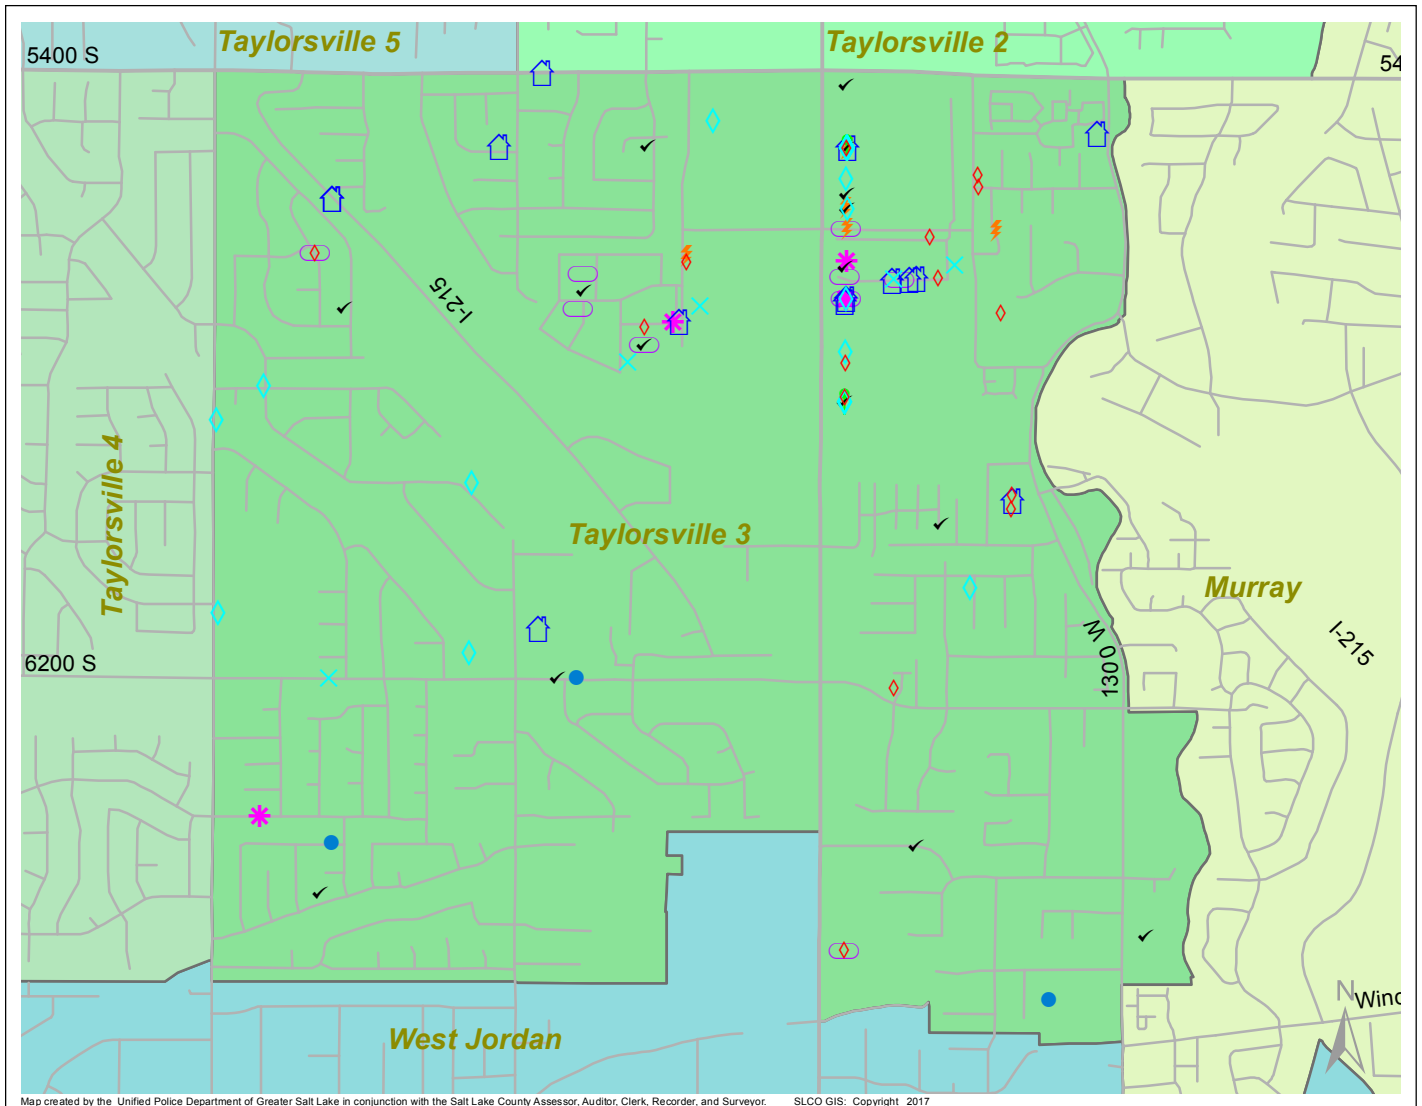 Taylorsville 5
Taylorsville 2
5400 S
54
I-215
Taylorsville 4
Taylorsville 3
Murray
1300 W
I-215
6200 S
West Jordan
N
Winc
Map created by the Unified Police Department of Greater Salt Lake in conjunction with the Salt Lake County Assessor, Auditor, Clerk, Recorder, and Surveyor. SLCO GIS: Copyright 2017